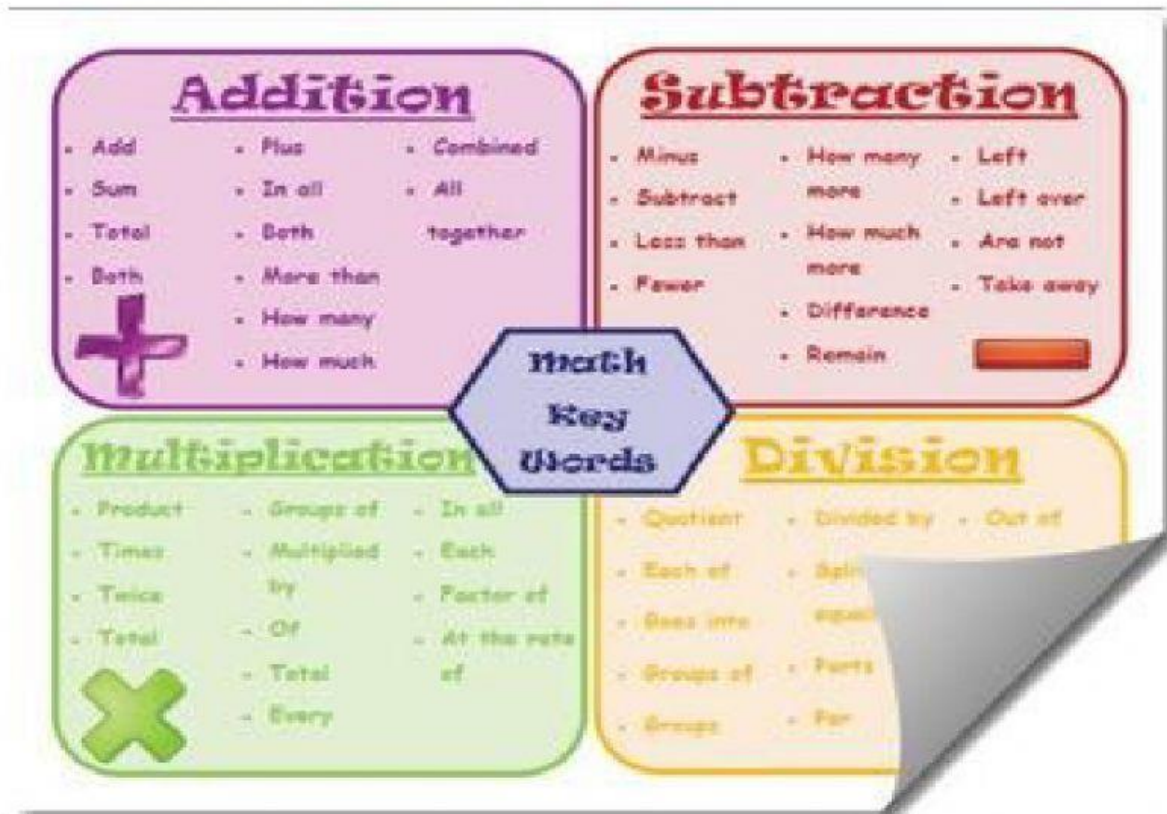 Addition
Add
Sum
Total
Both
Plus
In all
Both
More than
How many
How much
Combined
All
together
Subtraction
Minus
Subtract
Less than
Fewer
How many
more
How much
more
Difference
Remain
Left
Left over
Are not
Take away
Math
Key
Words
Multiplication
Product
Times
Twice
Total
Groups of
Multiplied
by
Of
Total
Every
In all
Each
Factor of
At the rate
of
Division
Quotient
Each of
Goes into
Groups of
Groups
Divided by
Parts
Per
Out of